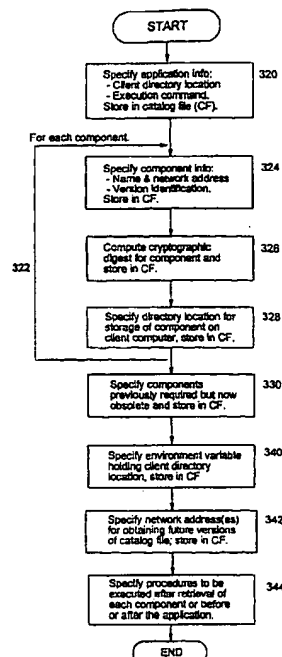 START
Specify application info:
- Client directory location
- Execution command.
Store in catalog file (CF).
320
For each component.
Specify component info:
- Name & network address
- Version Identification.
Store in CF.
324
322
Compute cryptographic
digest for component and
store in CF.
326
Specify directory location for
storage of component on
client computer, store in CF.
328
Specify components
previously required but now
obsolete and store in CF.
330
Specify environment variable
holding client directory
location, store in CF
340
Specify network address(es)
for obtaining future versions
of catalog file; store in CF.
342
Specify procedures to be
executed after retrieval of
each component or before
or after the application.
344
END